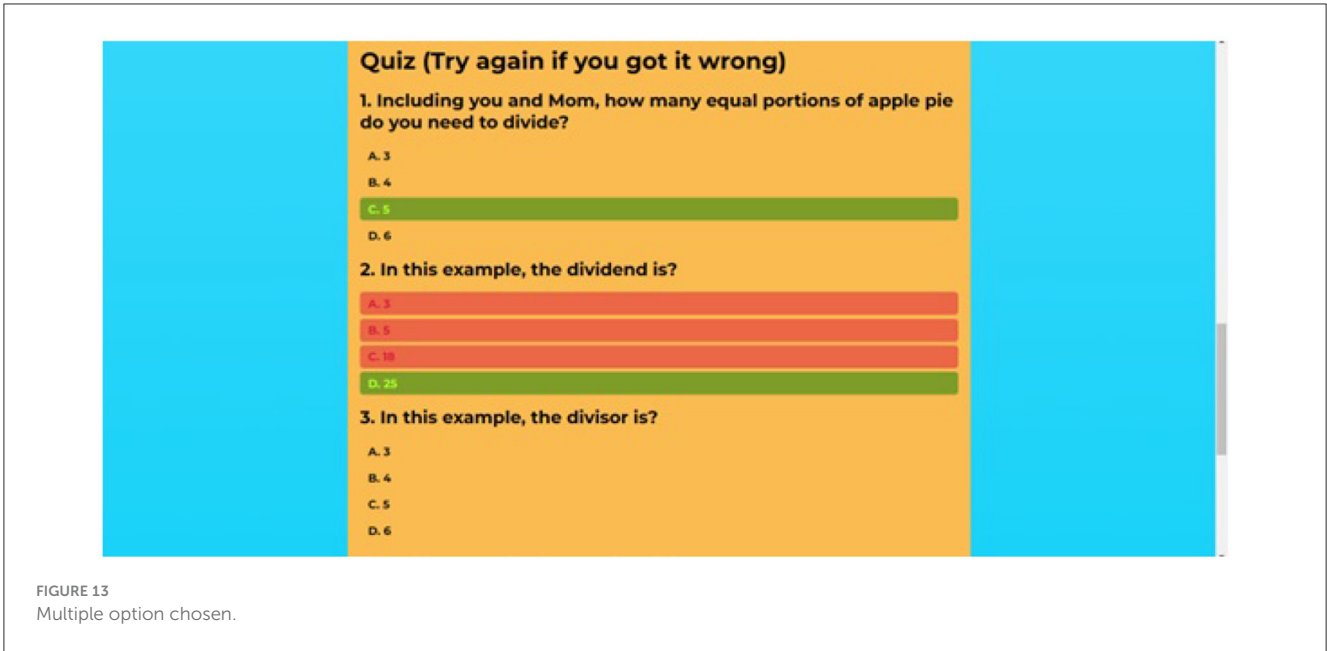 Quiz (Try again if you got it wrong)
1. Including you and Mom, how many equal portions of apple pie
do you need to divide?
A. 3
B. 4
C. 5
D. 6
2. In this example, the dividend is?
A. 3
B. 5
C. 18
D. 25
3. In this example, the divisor is?
A. 3
B. 4
C. 5
D. 6
FIGURE 13
Multiple option chosen.